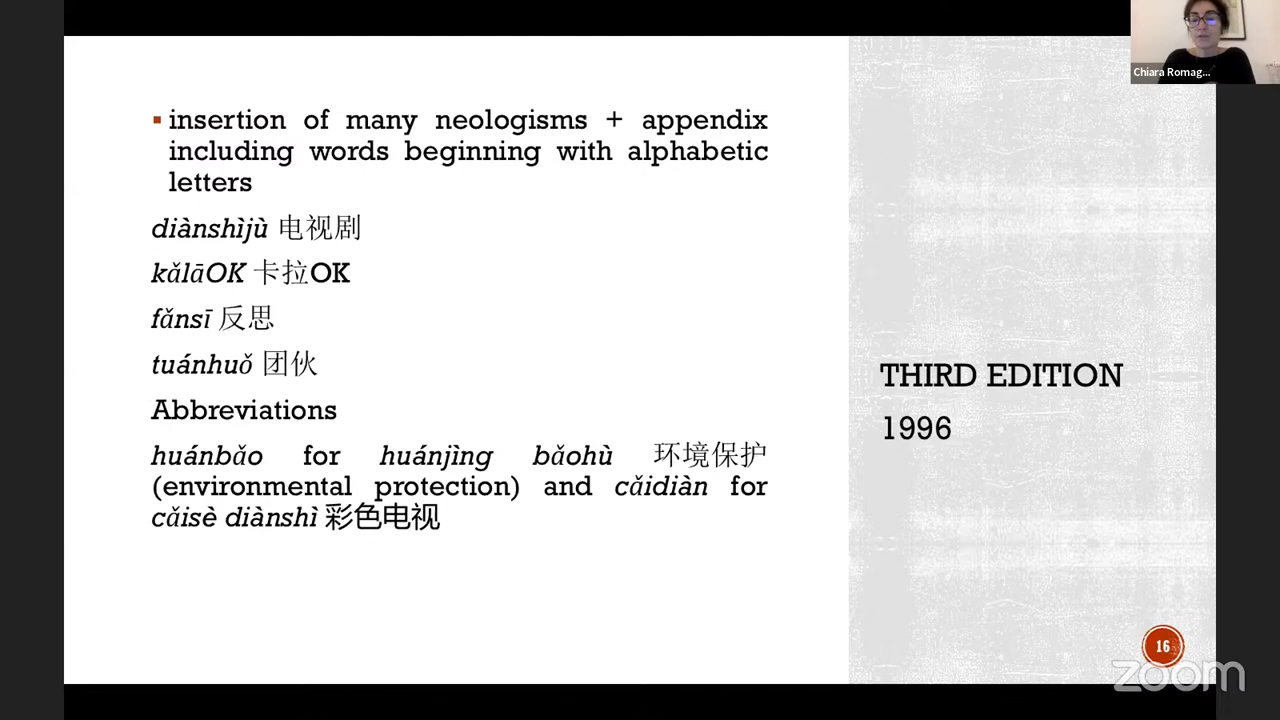 insertion of many neologisms + appendix
including words beginning with alphabetic
letters
diànshìjù 电视剧
kǎlāOK 卡拉OK
fǎnsī 反思
tuánhuǒ 团伙
Abbreviations
huánbǎo for huánjìng bǎohù 环境保护
(environmental protection) and cǎidiàn for
cǎisè diànshì 彩色电视
THIRD EDITION
1996
16
zoom
Chiara Romag...